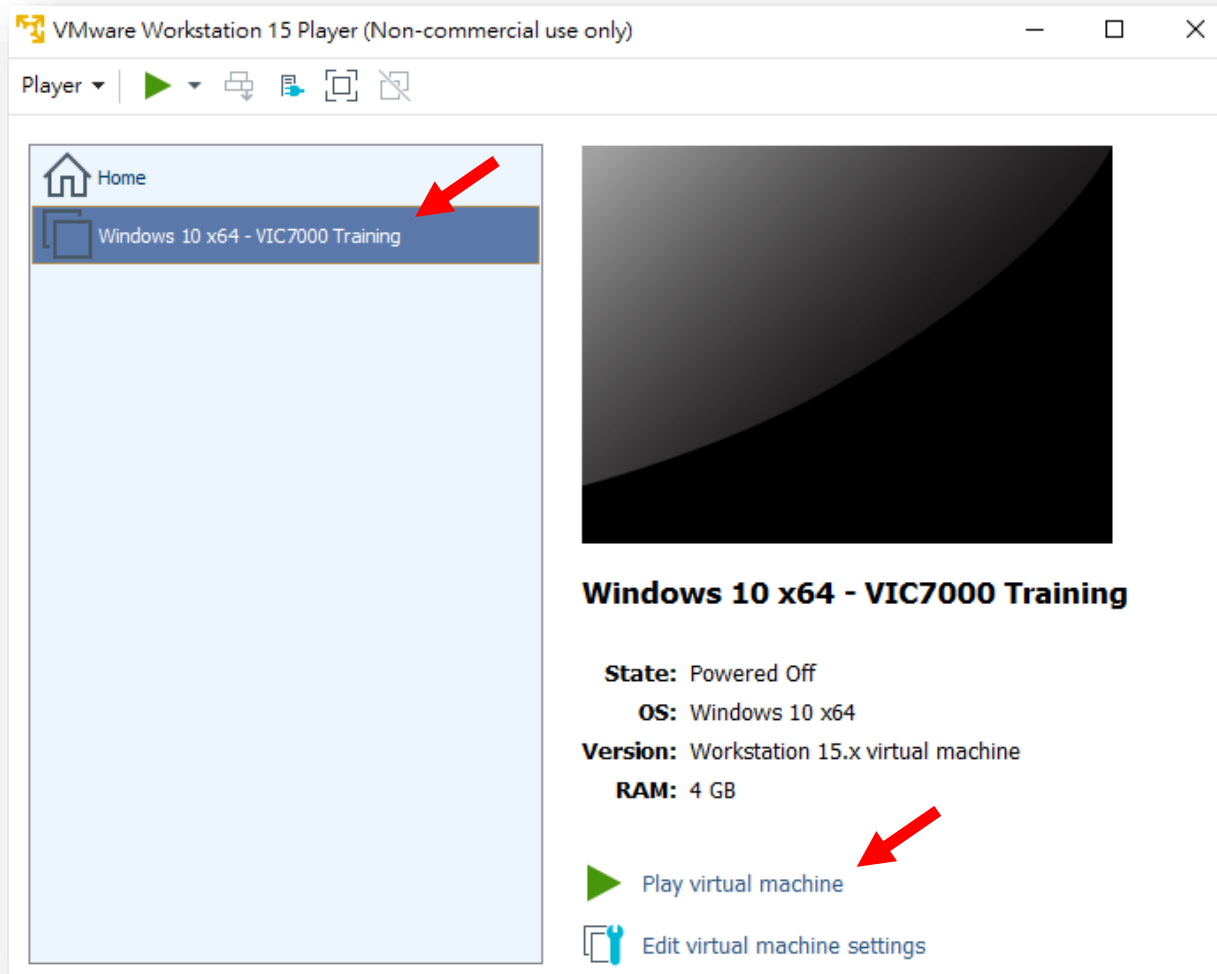 VMware Workstation 15 Player (Non-commercial use only)
Player
Home
Windows 10 x64 - VIC7000 Training
Windows 10 x64 - VIC7000 Training
State: Powered Off
OS: Windows 10 x64
Version: Workstation 15.x virtual machine
RAM: 4 GB
Play virtual machine
Edit virtual machine settings